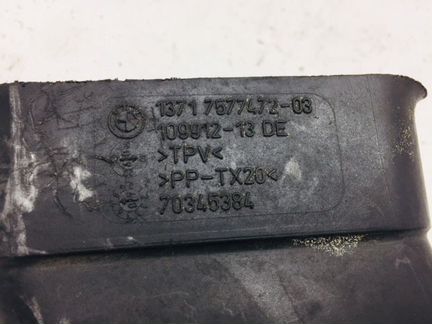 1371 7577472-03
109912-13 DE
>TPV<
>PP-TX20<
70345384